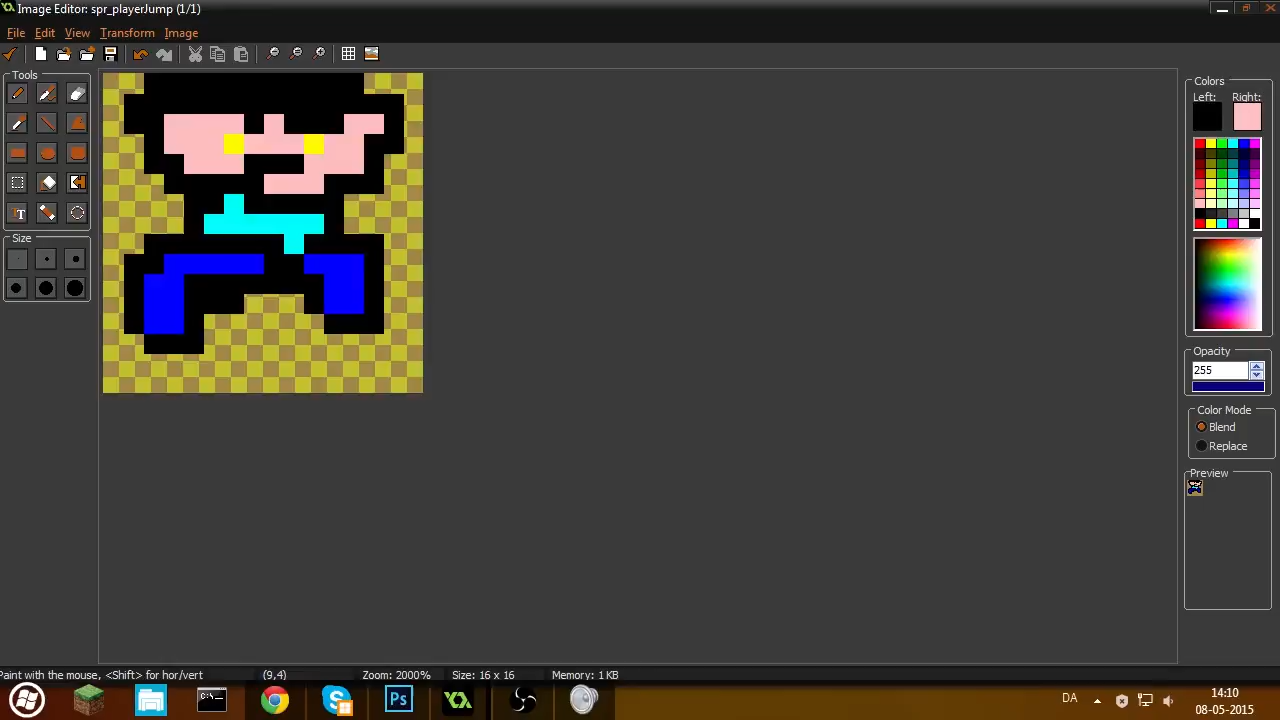 Image Editor: spr_playerJump (1/1)
File Edit View Transform Image
Tools
Size
Colors
Left: Right:
Opacity
255
Color Mode
Blend
Replace
Preview
Paint with the mouse, <Shift> for hor/vert (9,4) Zoom: 2000% Size: 16 x 16 Memory: 1 KB
Ps
DA
14:10
08-05-2015